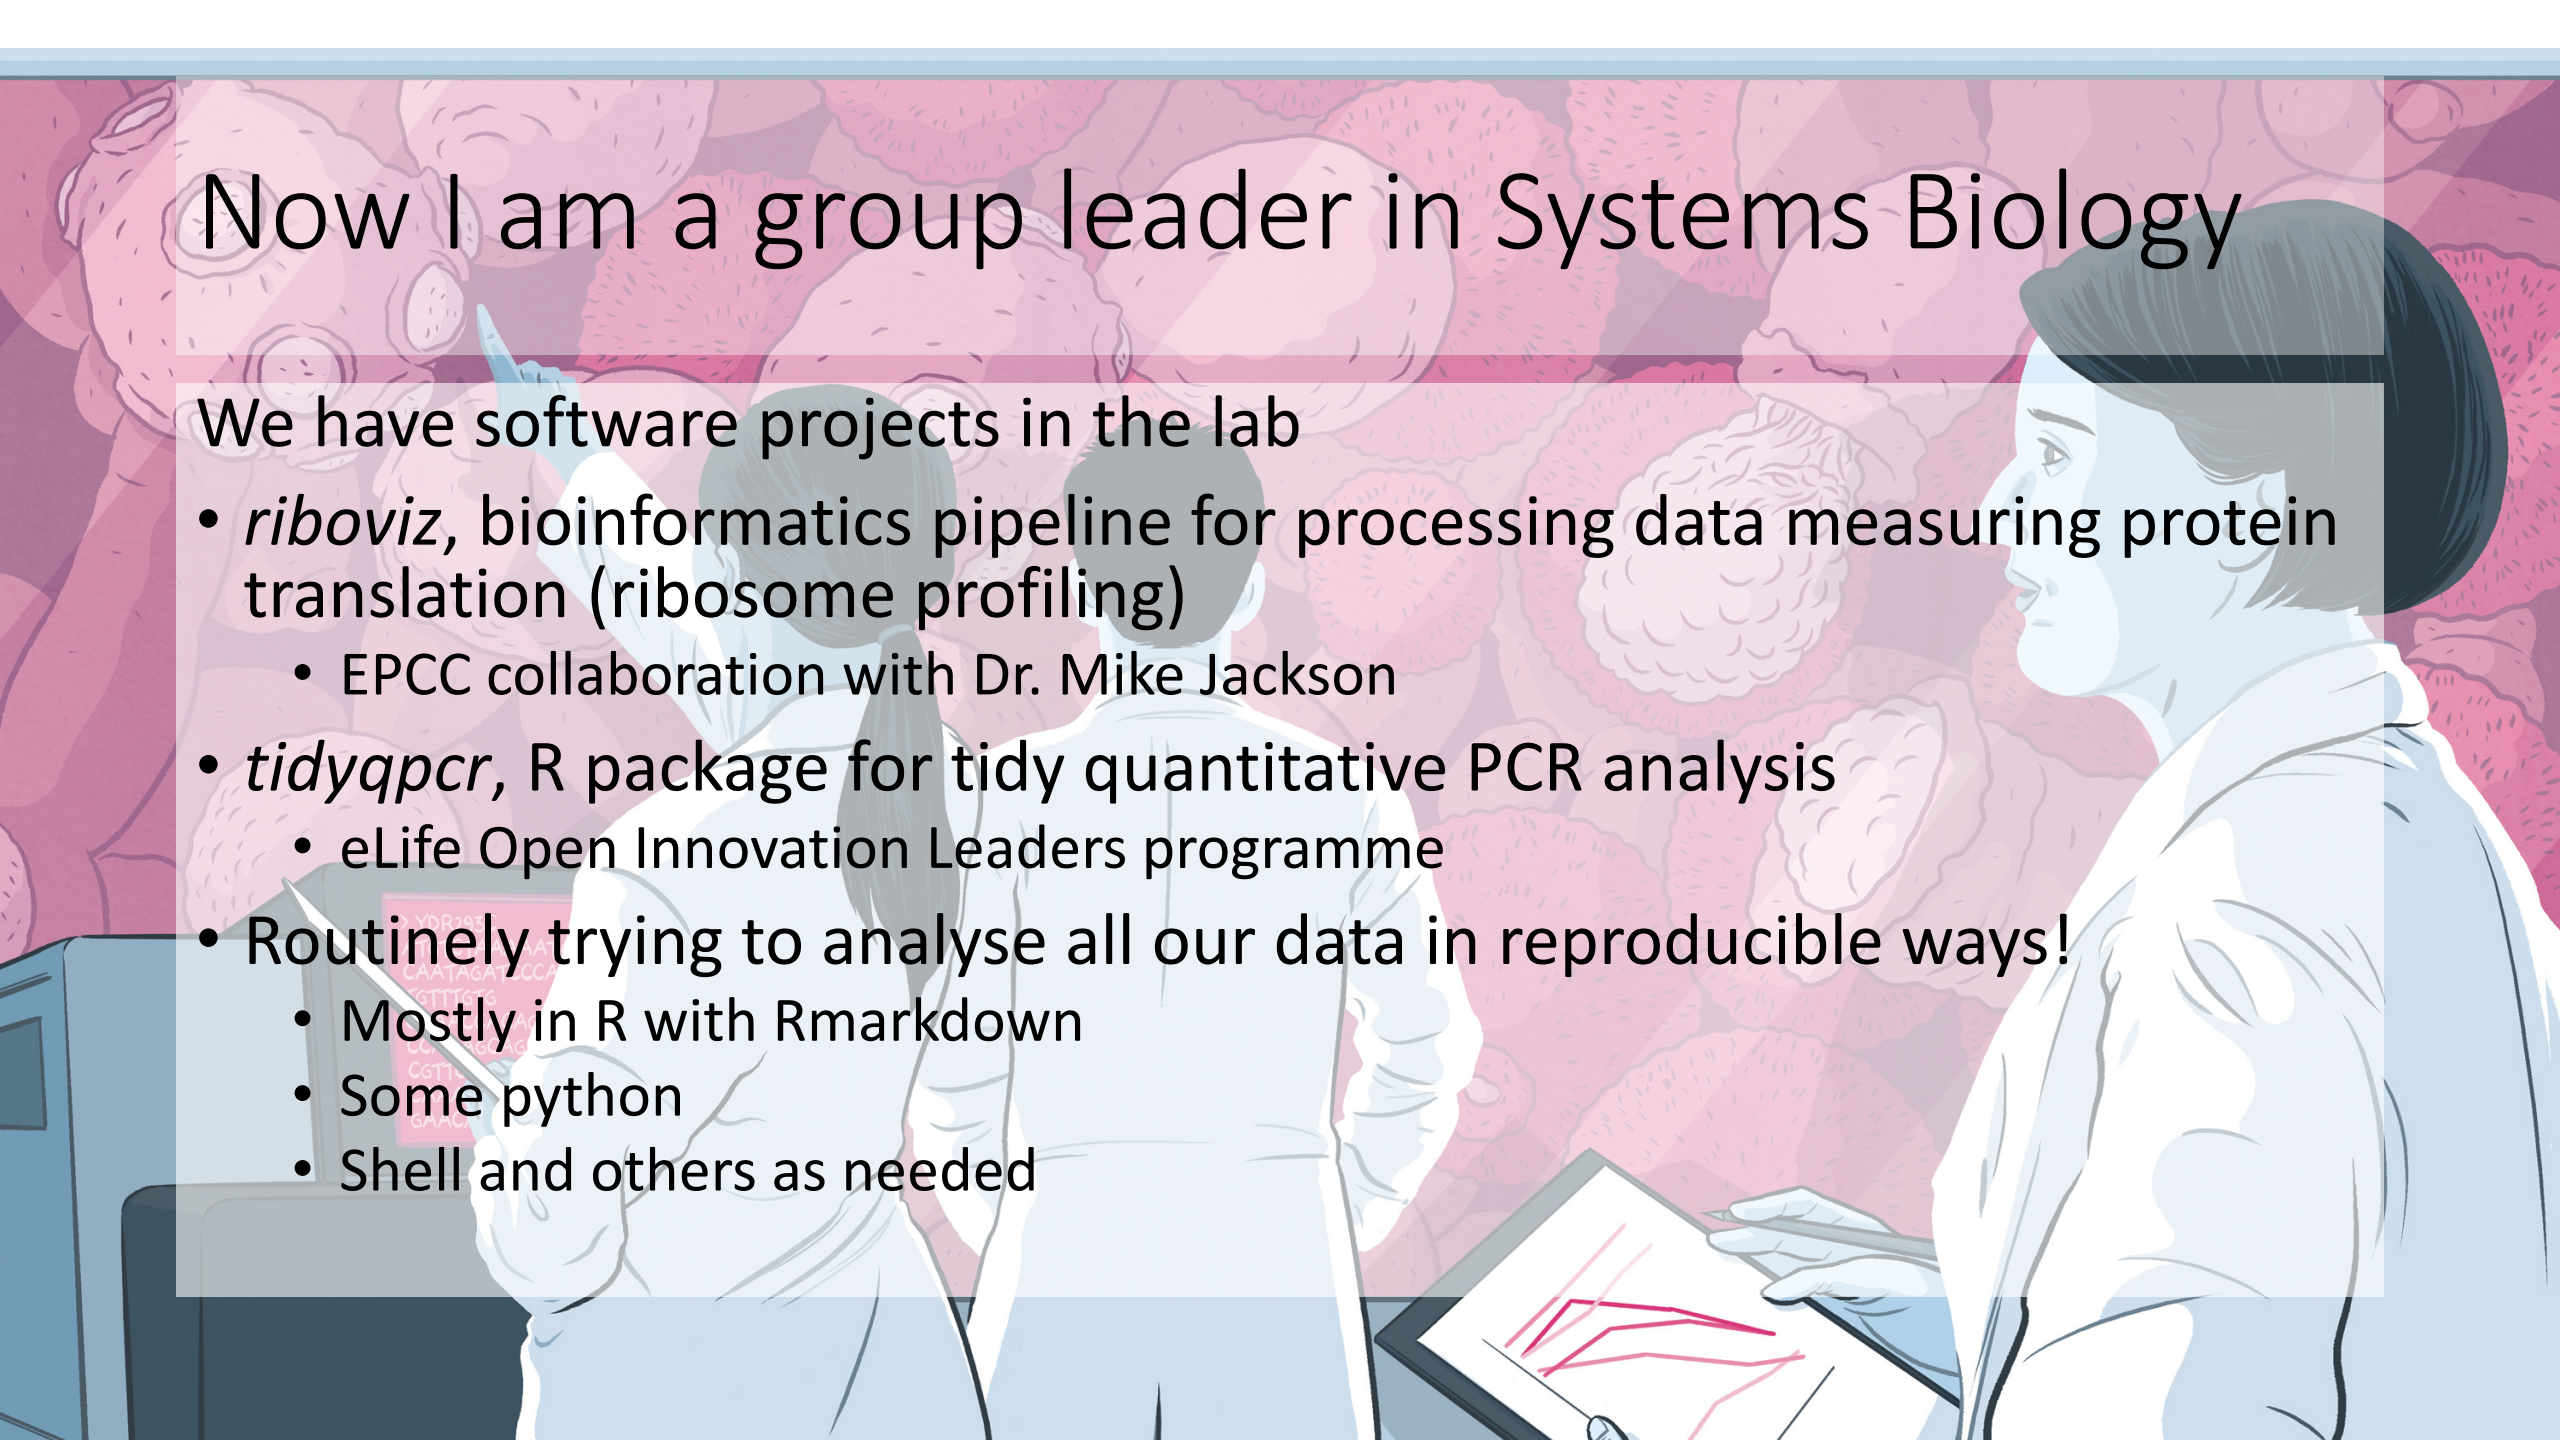 Now I am a group leader in Systems Biology
We have software projects in the lab
• riboviz, bioinformatics pipeline for processing data measuring protein
translation (ribosome profiling)
• EPCC collaboration with Dr. Mike Jackson
• tidyqpcr, R package for tidy quantitative PCR analysis
• eLife Open Innovation Leaders programme
• Routinely trying to analyse all our data in reproducible ways!
• Mostly in R with Rmarkdown
• Some python
• Shell and others as needed